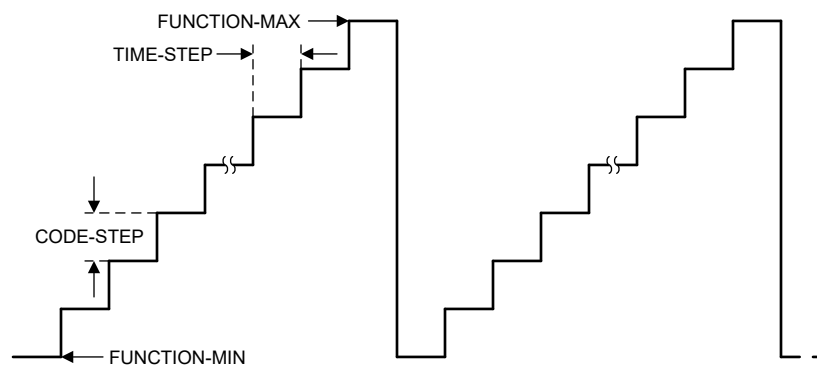 FUNCTION-MAX
TIME-STEP
CODE-STEP
FUNCTION-MIN